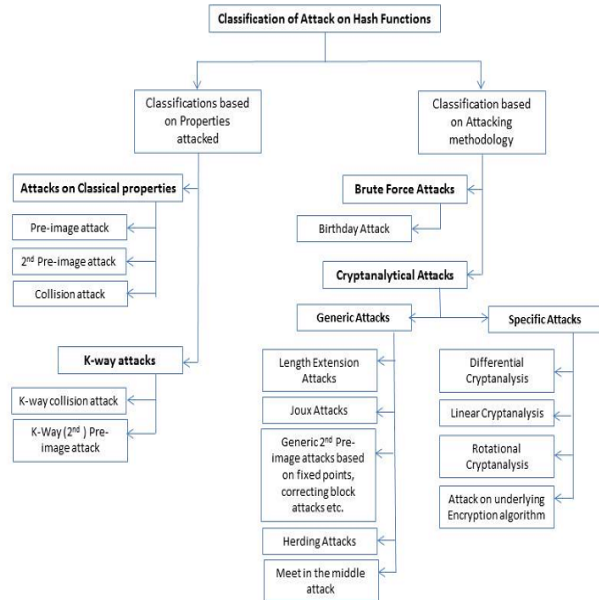 Classification of Attack on Hash Functions
Classifications based
on Properties
attacked
Classification based
on Attacking
methodology
Attacks on Classical properties
Pre-image attack
2nd Pre-image attack
Collision attack
K-way attacks
K-way collision attack
K-Way (2nd ) Pre-
image attack
Brute Force Attacks
Birthday Attack
Cryptanalytical Attacks
Generic Attacks
Length Extension
Attacks
Joux Attacks
Generic 2nd Pre-
image attacks based
on fixed points,
correcting block
attacks etc.
Herding Attacks
Meet in the middle
attack
Specific Attacks
Differential
Cryptanalysis
Linear Cryptanalysis
Rotational
Cryptanalysis
Attack on underlying
Encryption algorithm